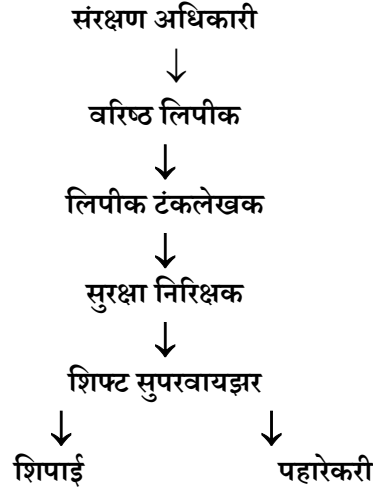 संरक्षण अधिकारी
↓
वरिष्ठ लिपीक
↓
लिपीक टंकलेखक
↓
सुरक्षा निरिक्षक
↓
शिफ्ट सुपरवायझर
↓ ↓
शिपाई पहारेकरी